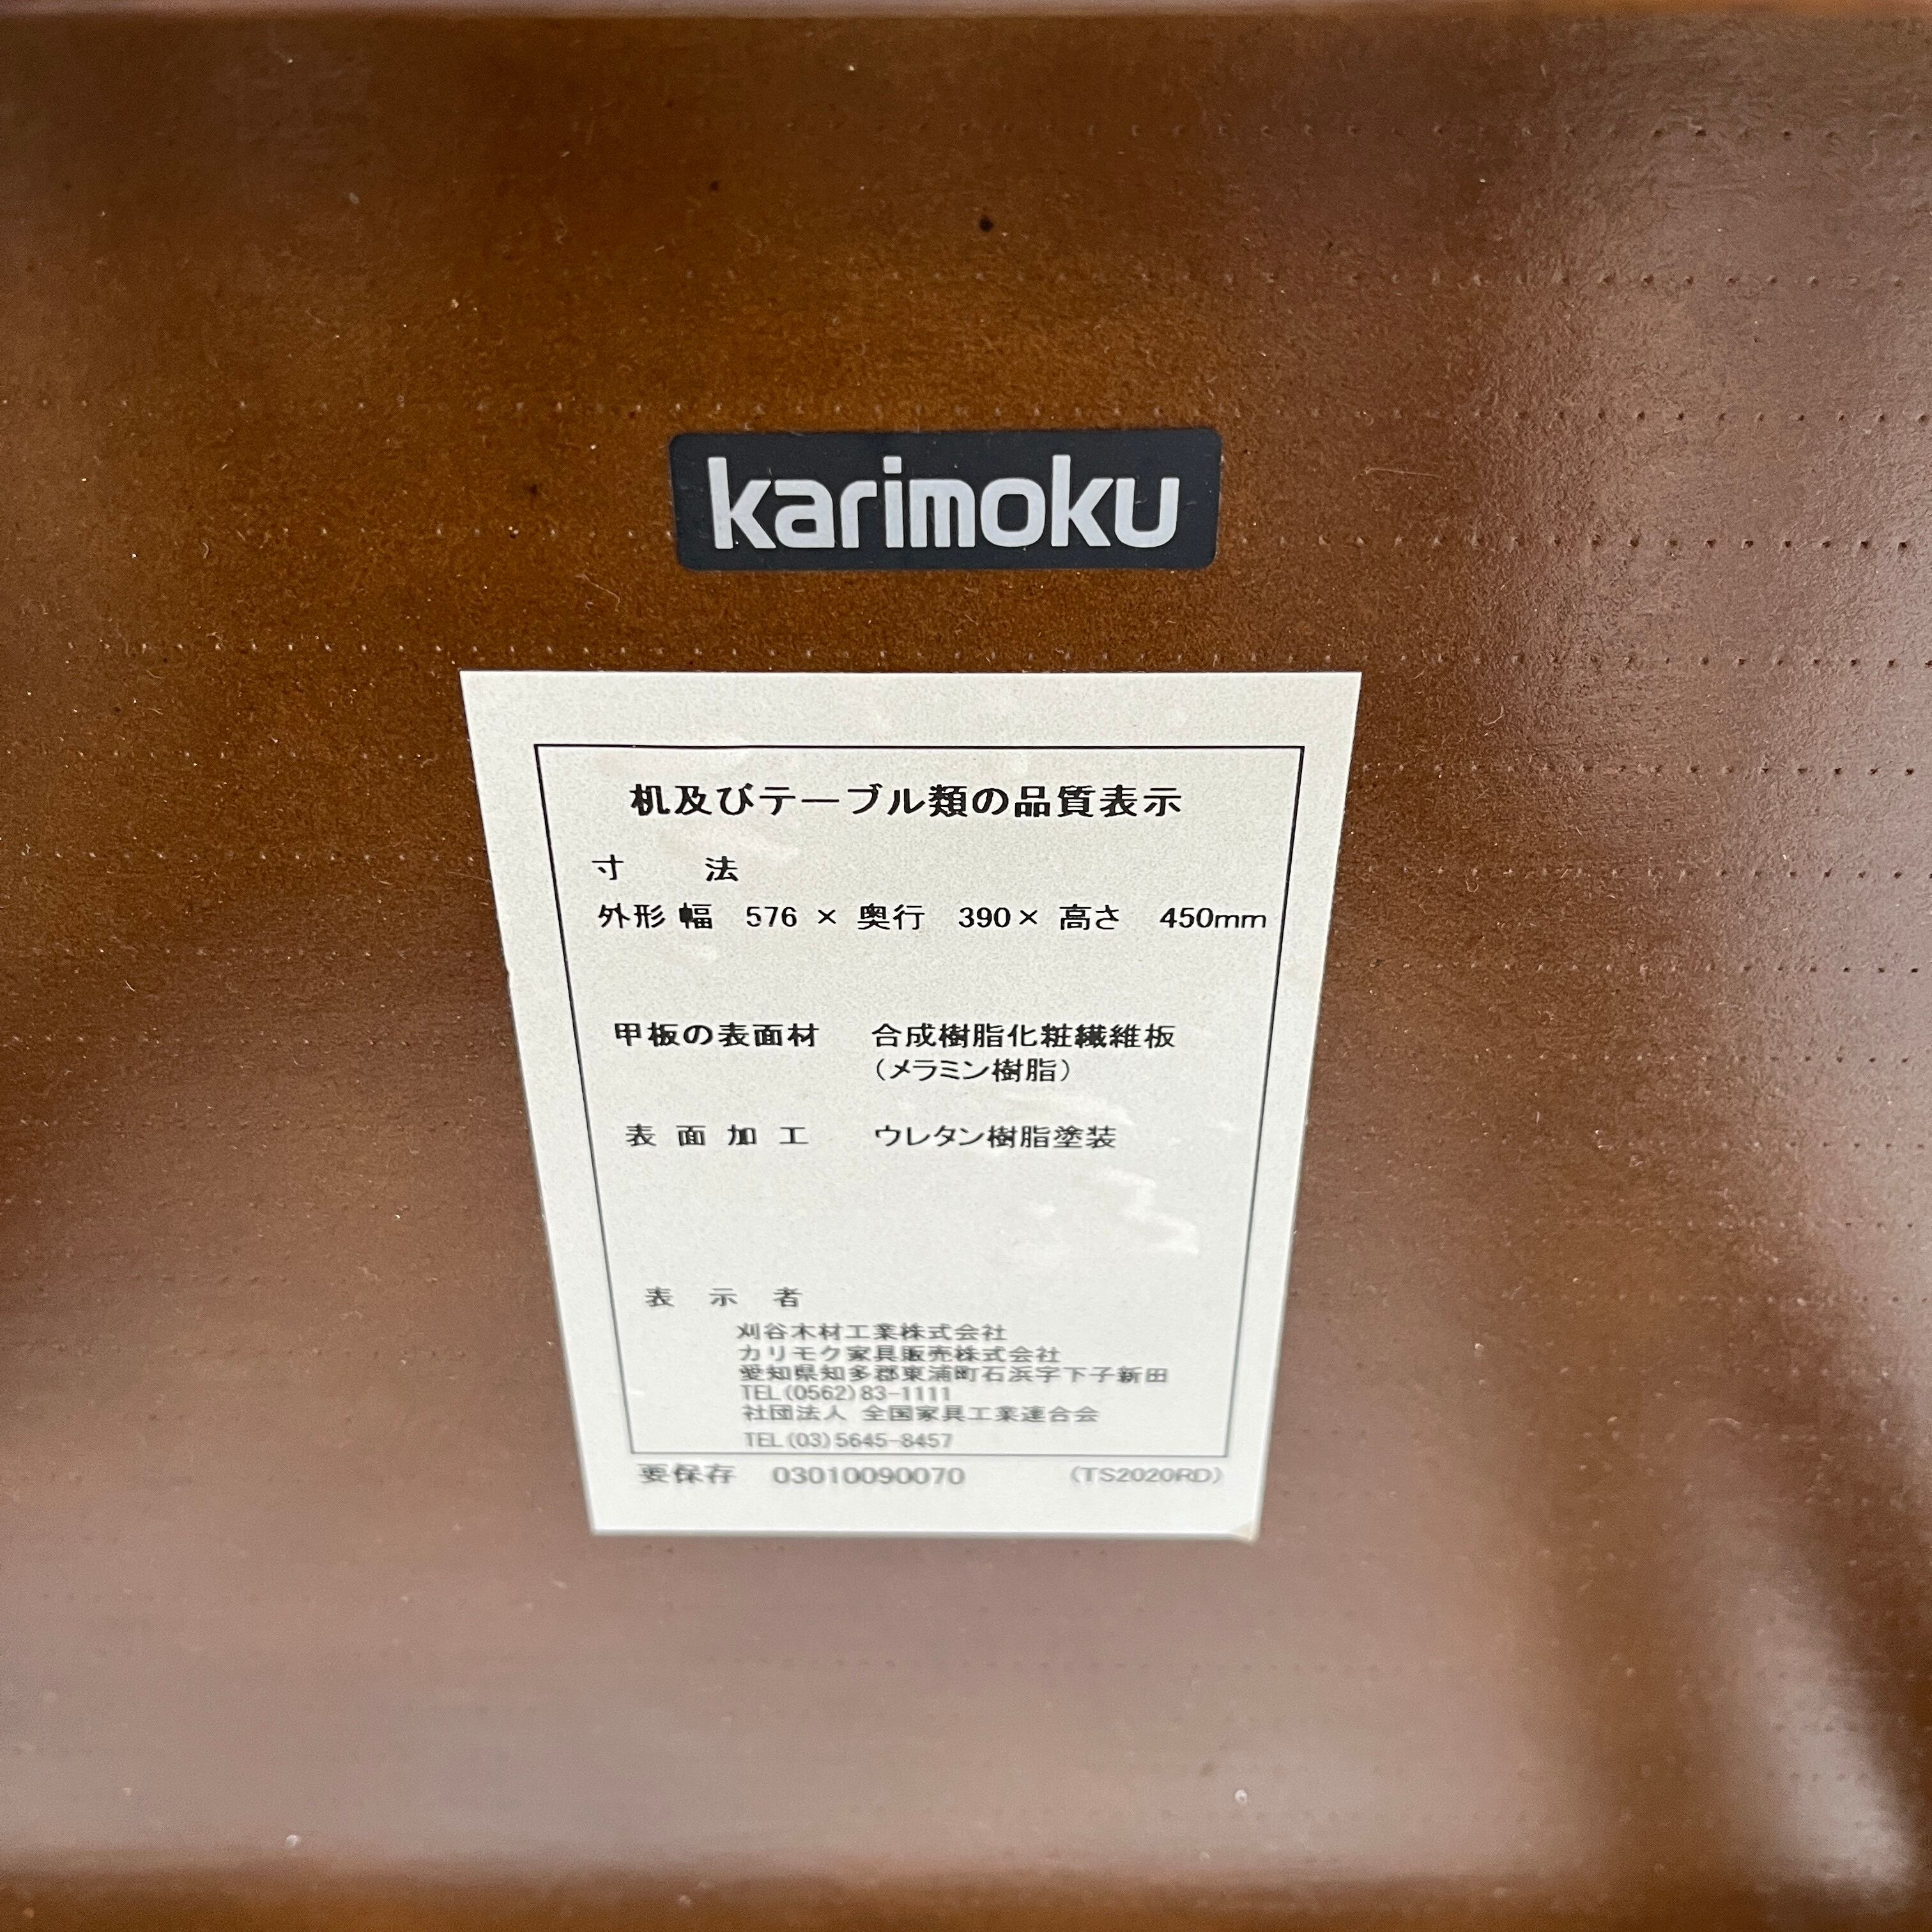 karimoku
机及びテーブル類の品質表示
寸 法
外形 幅 576 × 奥行 390 × 高さ 450mm
甲板の表面材 合成樹脂化粧繊維板
（メラミン樹脂）
表面加工 ウレタン樹脂塗装
表示者
刈谷木材工業株式会社
カリモク家具販売株式会社
愛知県知多郡東浦町石浜字下子新田
TEL(0562)83-1111
社団法人 全国家具工業連合会
TEL(03)5645-8457
要保存 03010090070 (TS2020RD)